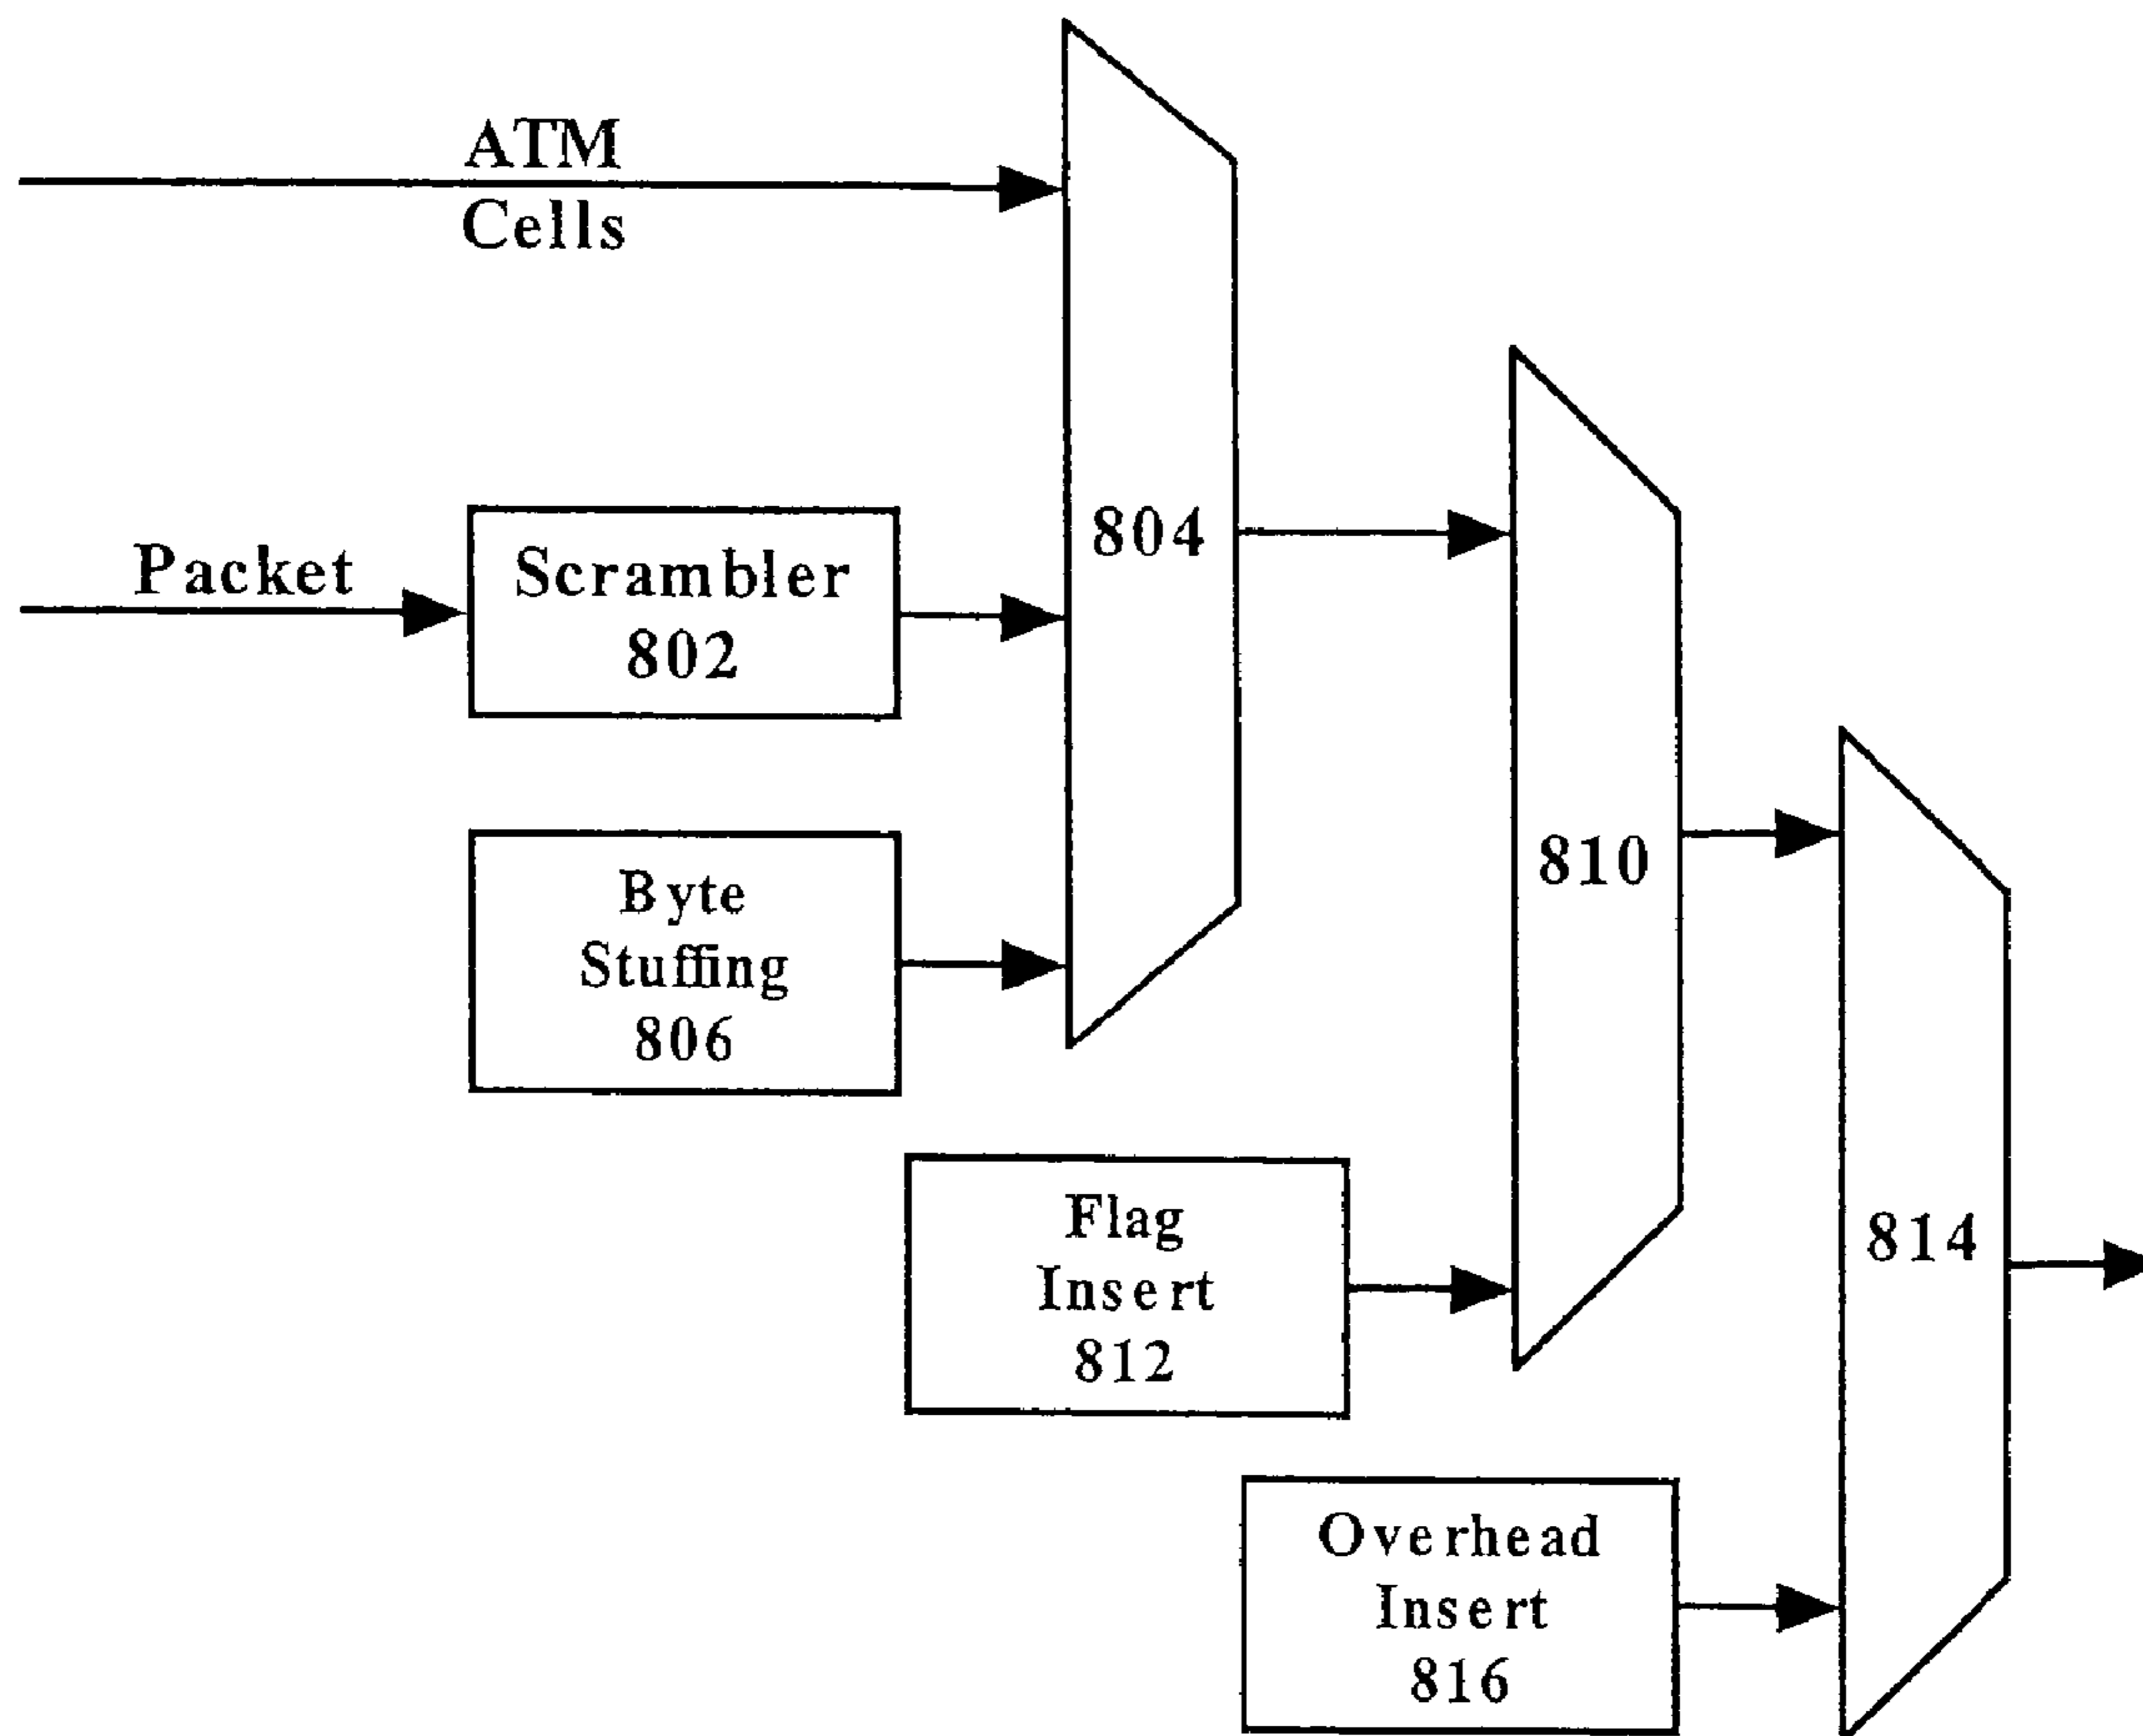 ATM
Cells
Packet
Scrambler
802
804
Byte
Stuffing
806
810
Flag
Insert
812
814
Overhead
Insert
816